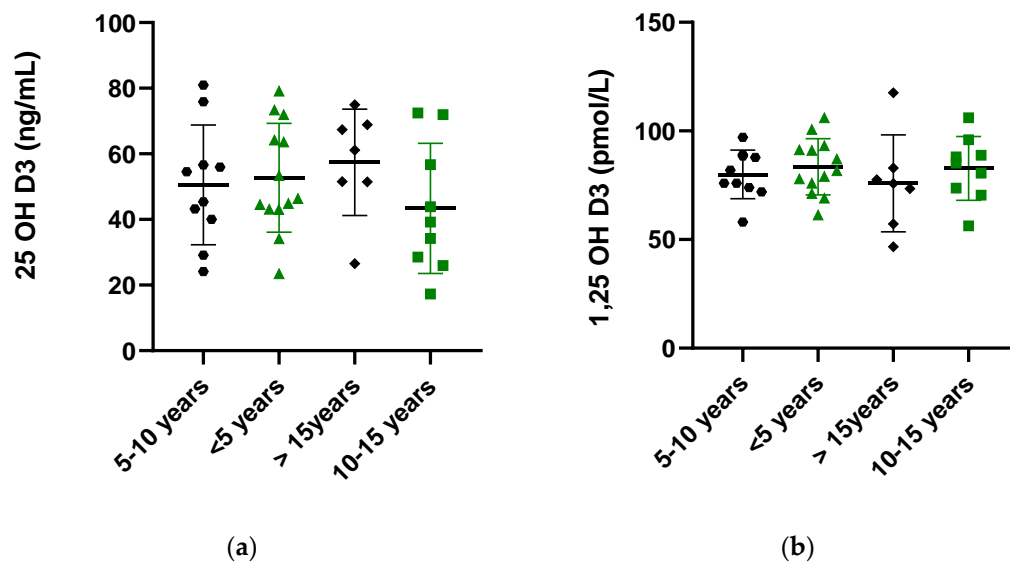 25 OH D3 (ng/mL)
100
80
60
40
20
0
5-10 years
<5 years
> 15years
10-15 years
(a)
1,25 OH D3 (pmol/L)
150
100
50
0
5-10 years
<5 years
> 15years
10-15 years
(b)